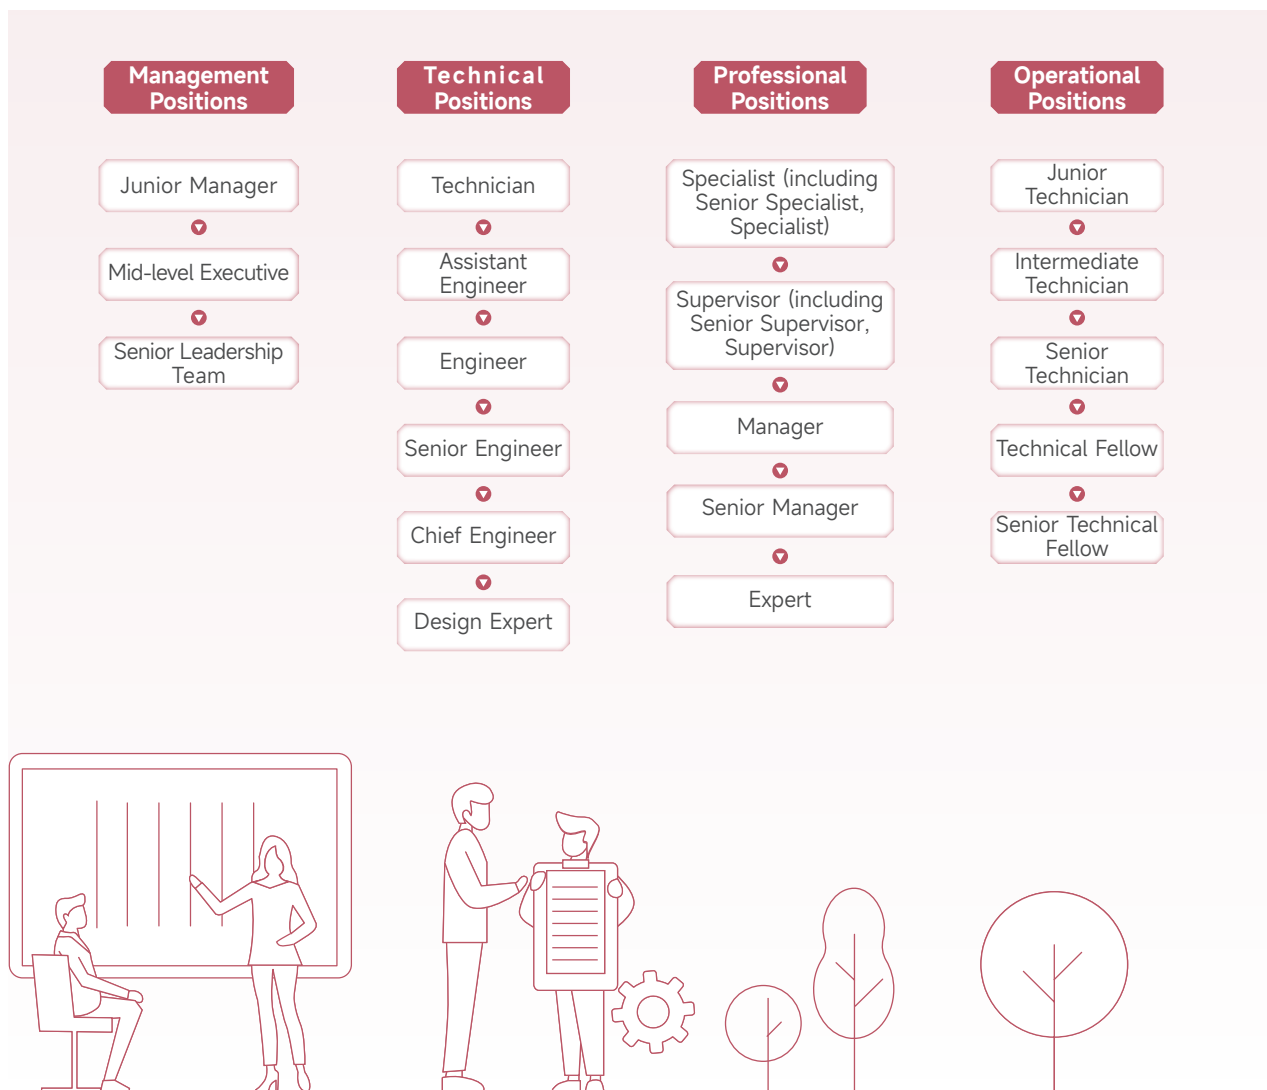 Management
Positions
Junior Manager
Mid-level Executive
Senior Leadership
Team
Technical
Positions
Technician
Assistant
Engineer
Engineer
Senior Engineer
Chief Engineer
Design Expert
Professional
Positions
Specialist (including
Senior Specialist,
Specialist)
Supervisor (including
Senior Supervisor,
Supervisor)
Manager
Senior Manager
Expert
Operational
Positions
Junior
Technician
Intermediate
Technician
Senior
Technician
Technical Fellow
Senior Technical
Fellow